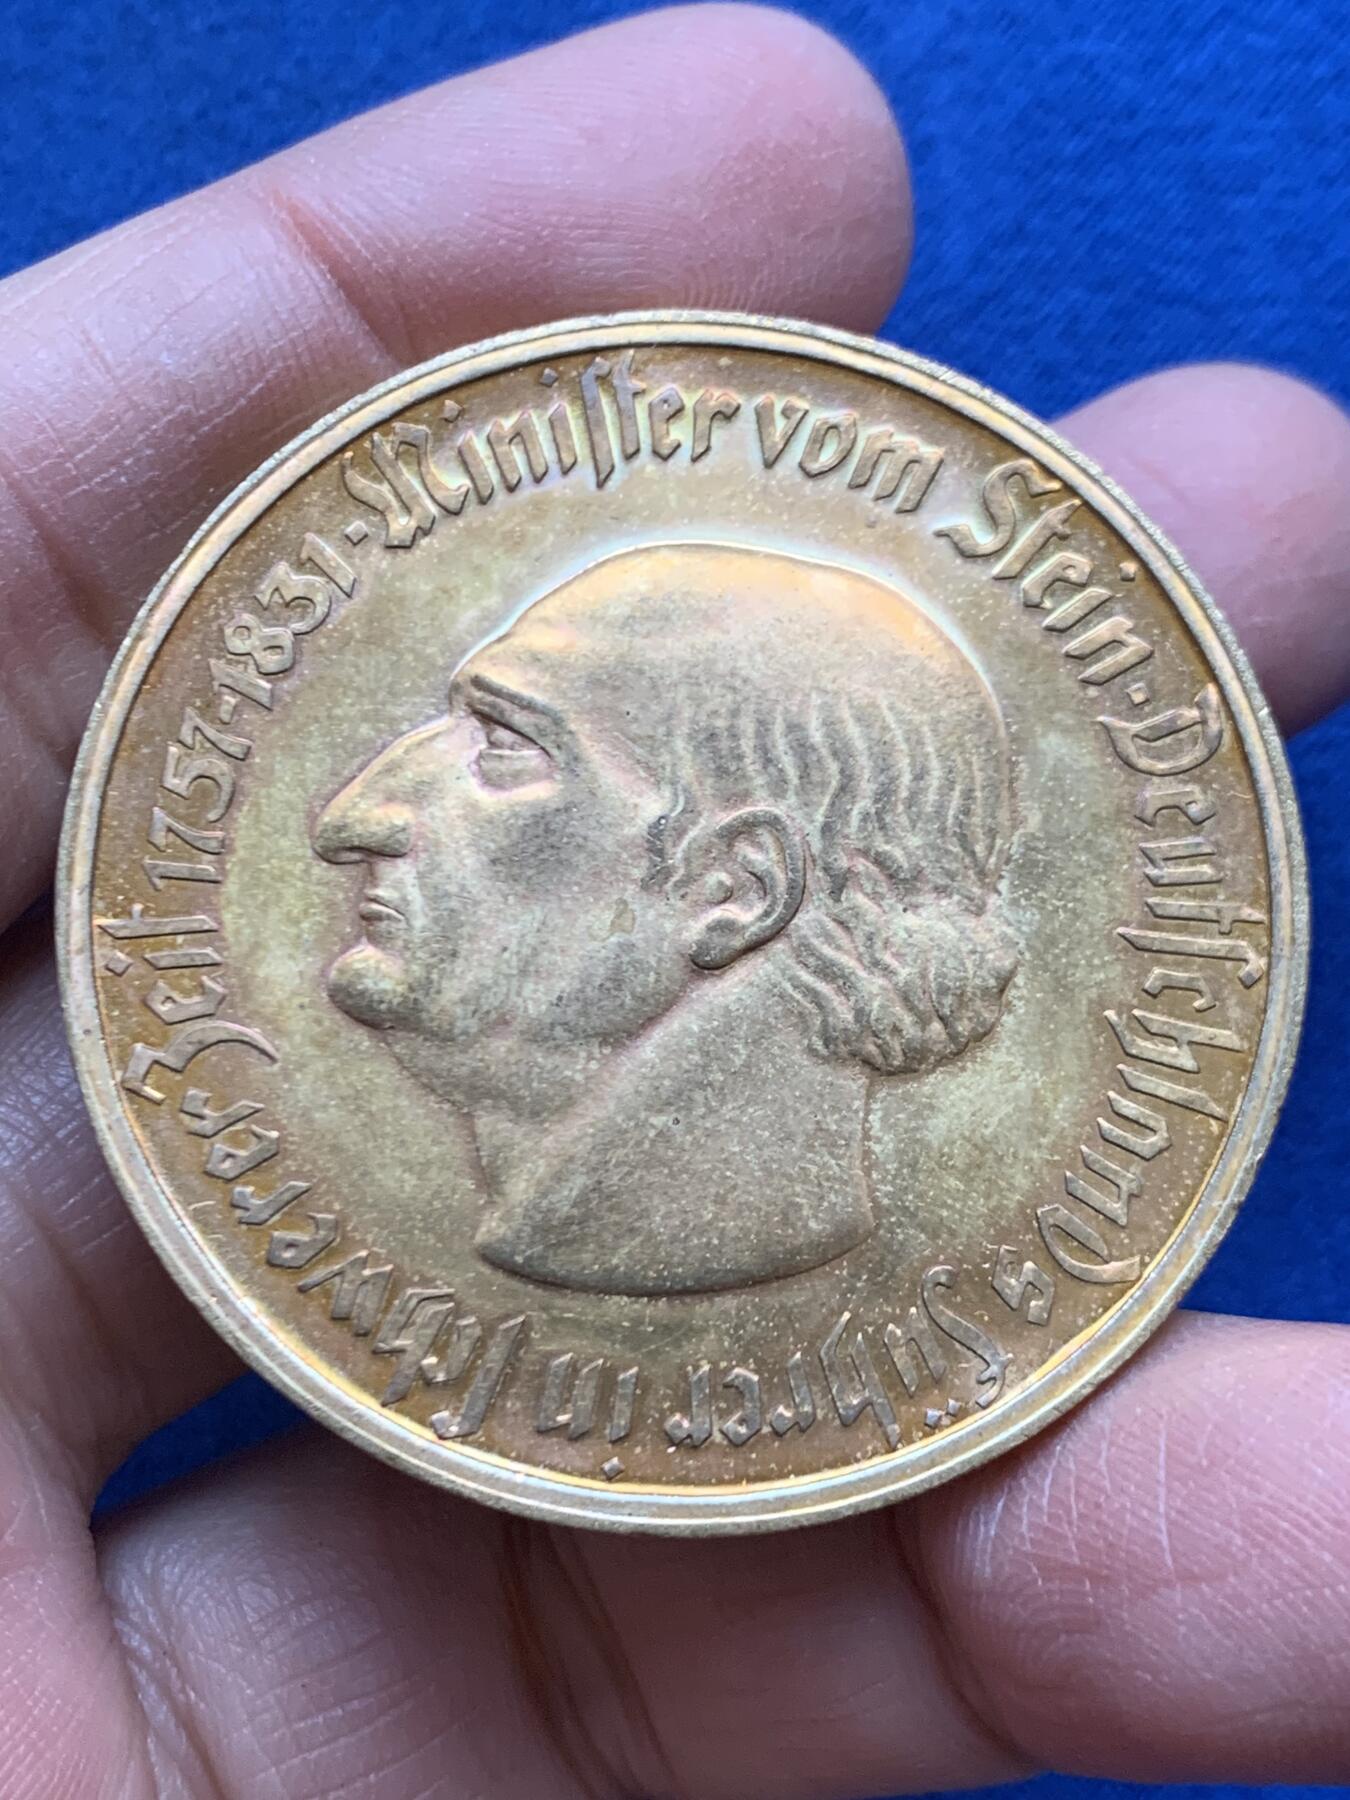 Minister vom Stein · Deutschlands Führer in schwerer Zeit 1757-1831 ·